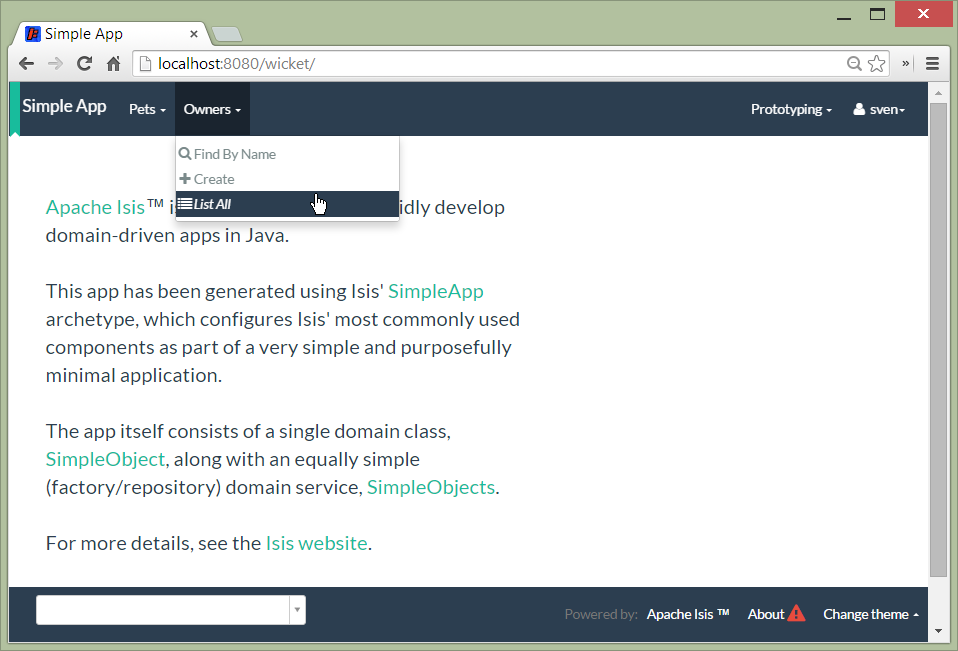 Simple App
localhost:8080/wicket/
Simple App Pets Owners Prototyping sven
Find By Name
Create
List All
Apache Isis™ i idly develop
domain-driven apps in Java.
This app has been generated using Isis' SimpleApp
archetype, which configures Isis' most commonly used
components as part of a very simple and purposefully
minimal application.
The app itself consists of a single domain class,
SimpleObject, along with an equally simple
(factory/repository) domain service, SimpleObjects.
For more details, see the Isis website.
Powered by: Apache Isis ™ About Change theme